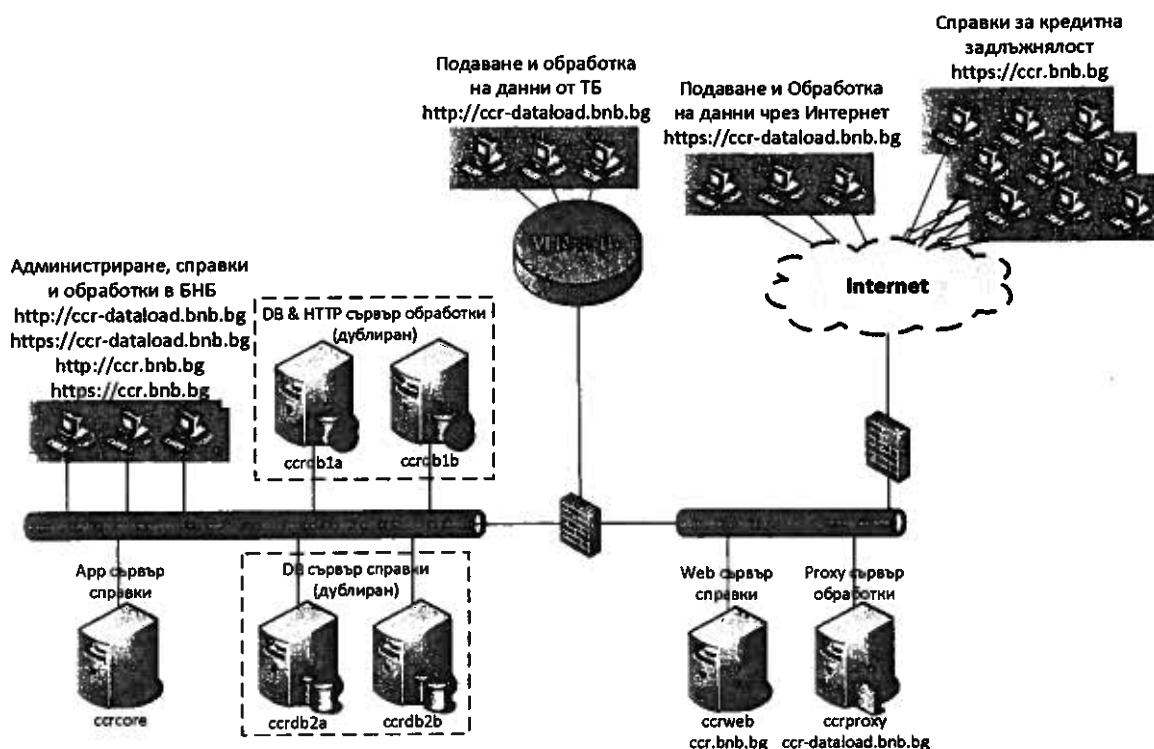 Справки за кредитна
задлъжнялост
https://ccr.bnb.bg
Подаване и обработка
на данни от ТБ
http://ccr-dataload.bnb.bg
Подаване и Обработка
на данни чрез Интернет
https://ccr-dataload.bnb.bg
Internet
Администриране, справки
и обработки в БНБ
http://ccr-dataload.bnb.bg
https://ccr-dataload.bnb.bg
http://ccr.bnb.bg
https://ccr.bnb.bg
DB & HTTP сървър обработки
(дублиран)
ccrdb1a
ccrdb1b
App сървър
справки
ccrcore
DB сървър справки
(дублиран)
ccrdb2a
ccrdb2b
Web сървър
справки
ccrweb
ccr.bnb.bg
Proxy сървър
обработки
ccrproxy
ccr-dataload.bnb.bg